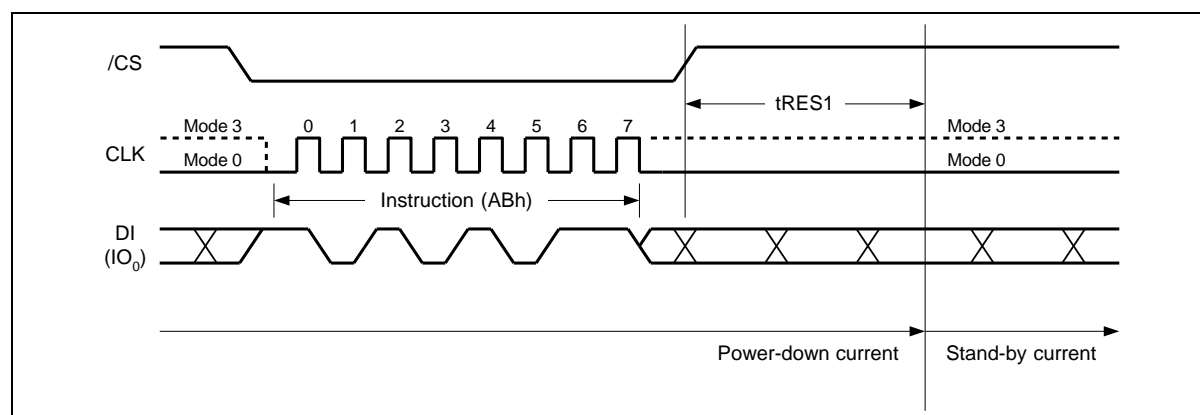 /CS
tRES1
Mode 3
0 1 2 3 4 5 6 7
Mode 3
CLK
Mode 0
Mode 0
Instruction (ABh)
DI
(IO₀)
Power-down current
Stand-by current